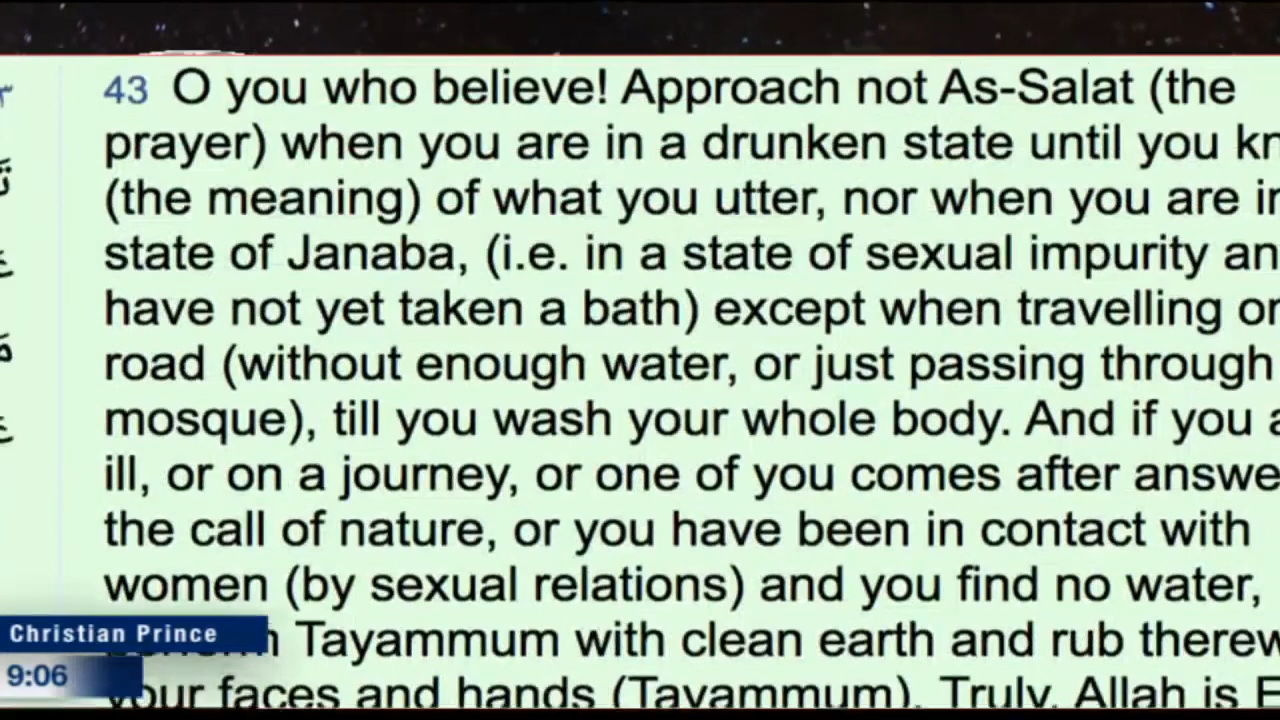 43 O you who believe! Approach not As-Salat (the
prayer) when you are in a drunken state until you
(the meaning) of what you utter, nor when you are
state of Janaba, (i.e. in a state of sexual impurity
have not yet taken a bath) except when travelling
road (without enough water, or just passing through
mosque), till you wash your whole body. And if you
ill, or on a journey, or one of you comes after
the call of nature, or you have been in contact with
women (by sexual relations) and you find no water,
Tayammum with clean earth and rub
your faces and hands (Tayammum). Truly, Allah is
Christian Prince
9:06